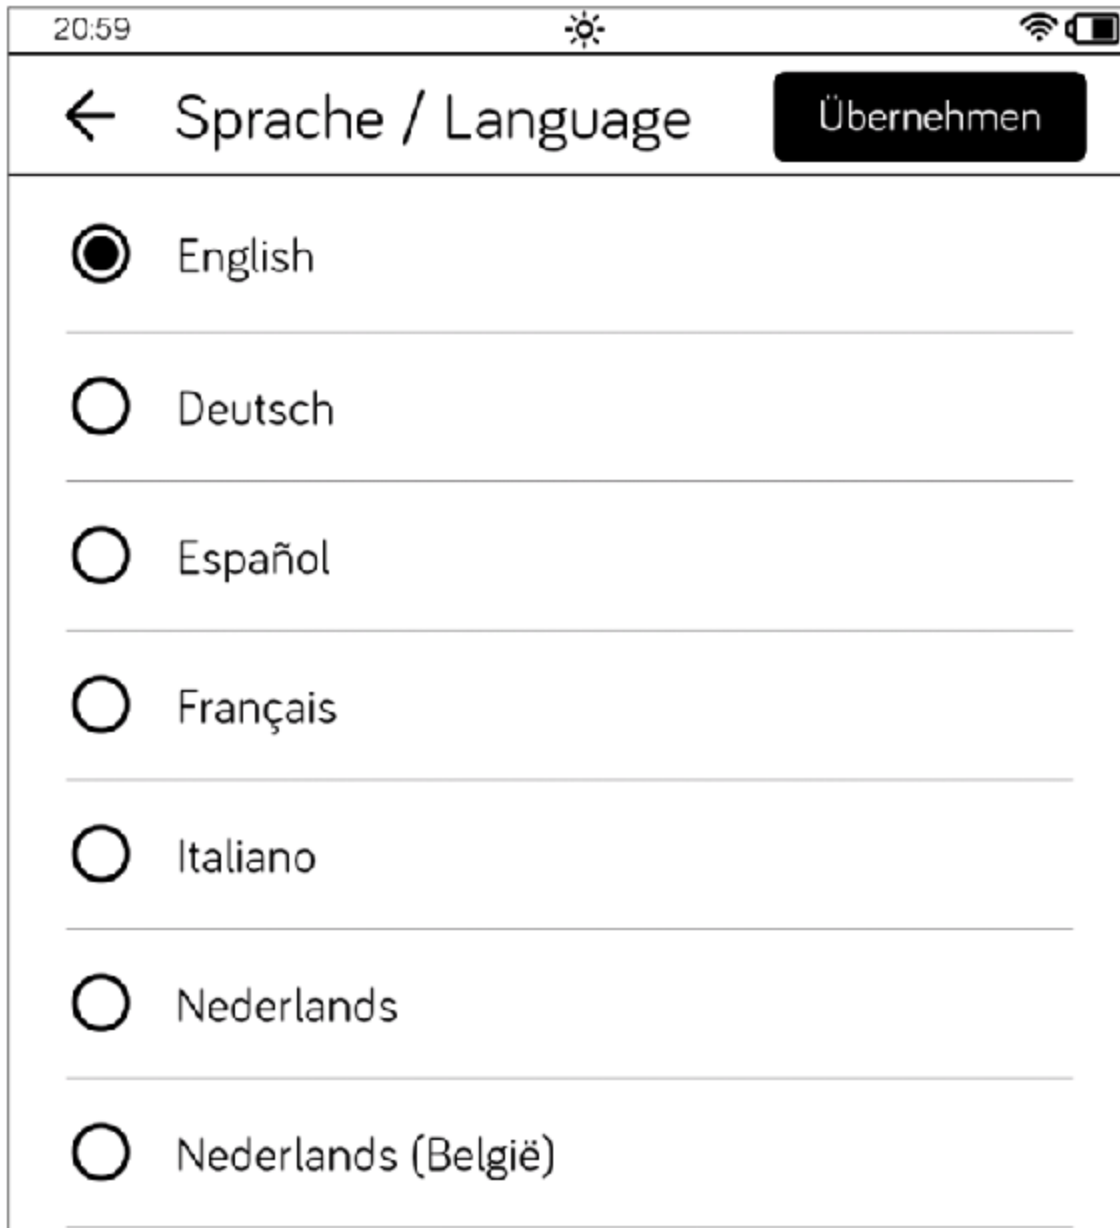 20:59
Sprache / Language
Übernehmen
English
Deutsch
Español
Français
Italiano
Nederlands
Nederlands (België)